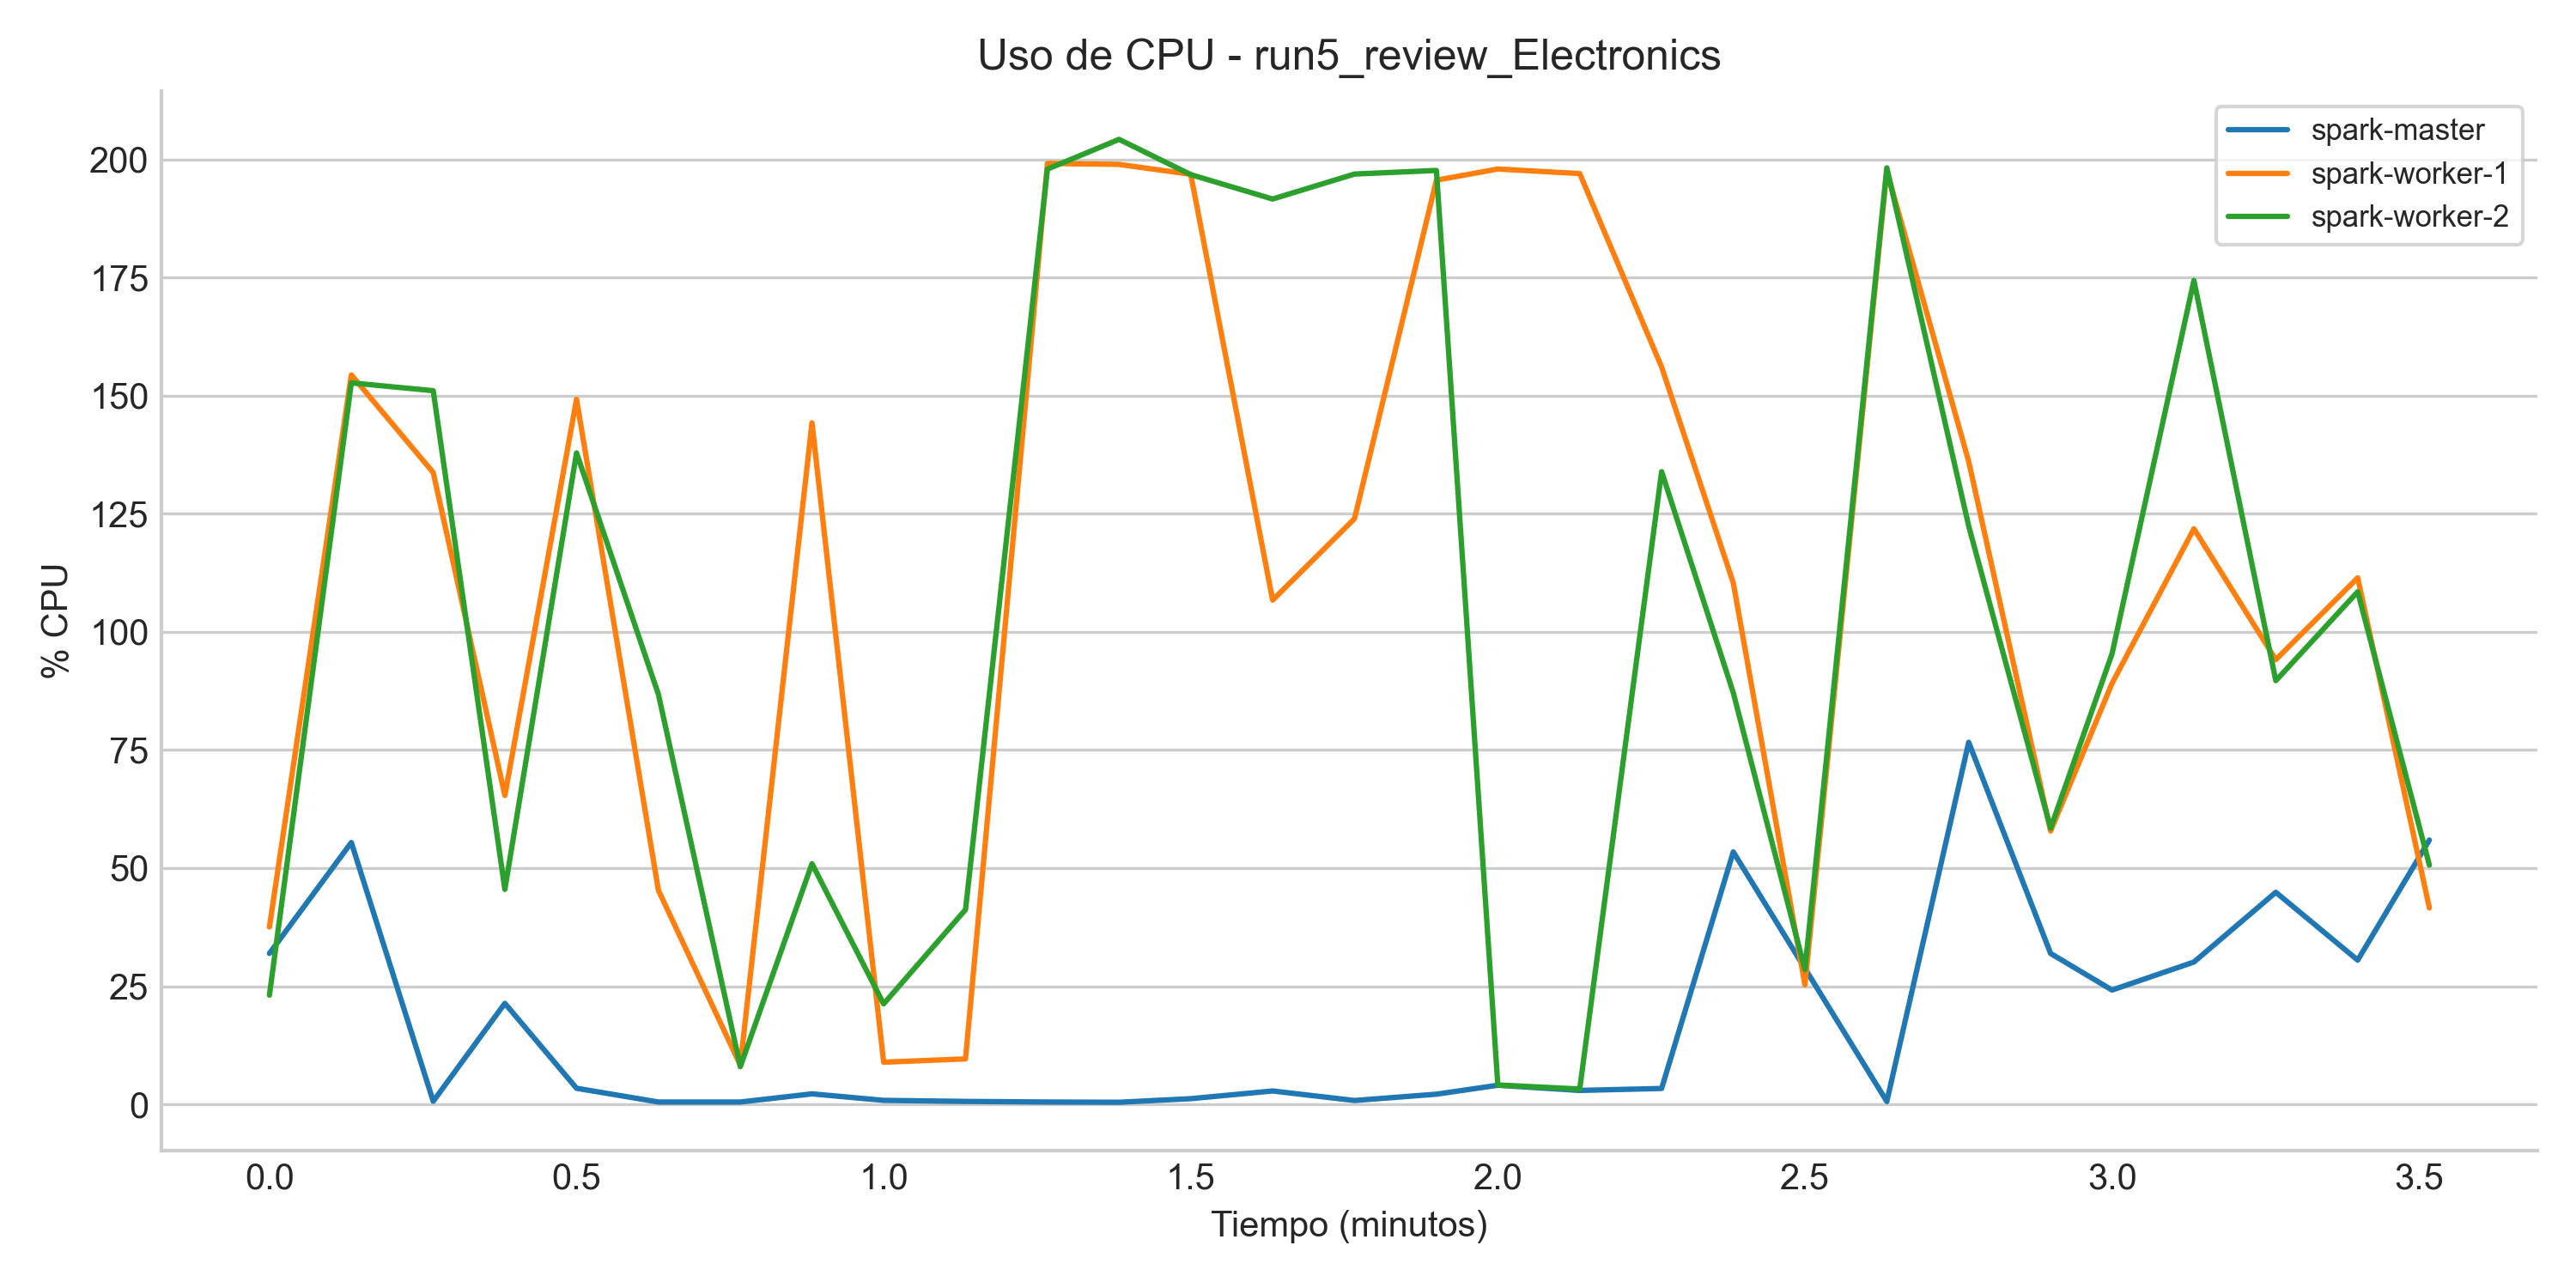 Uso de CPU - run5_review_Electronics
spark-master
spark-worker-1
spark-worker-2
% CPU
200
175
150
125
100
75
50
25
0
0.0 0.5 1.0 1.5 2.0 2.5 3.0 3.5
Tiempo (minutos)